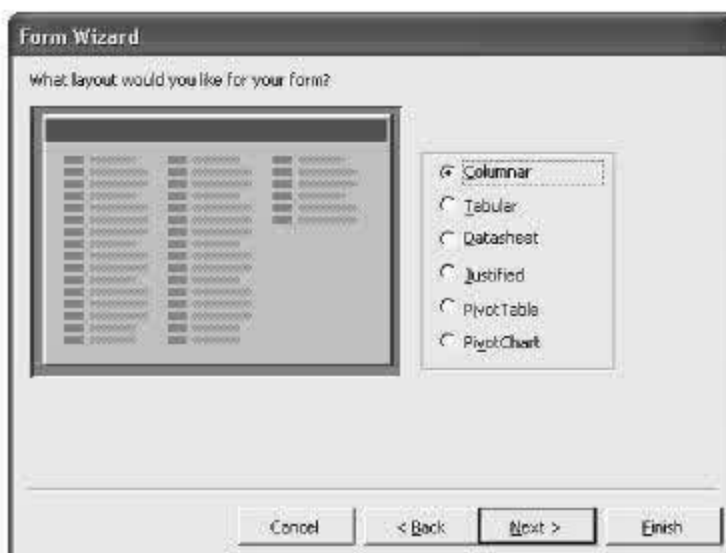 Form Wizard
What layout would you like for your form?
Columnar
Tabular
Datasheet
Justified
PivotTable
PivotChart
Cancel
< Back
Next >
Finish